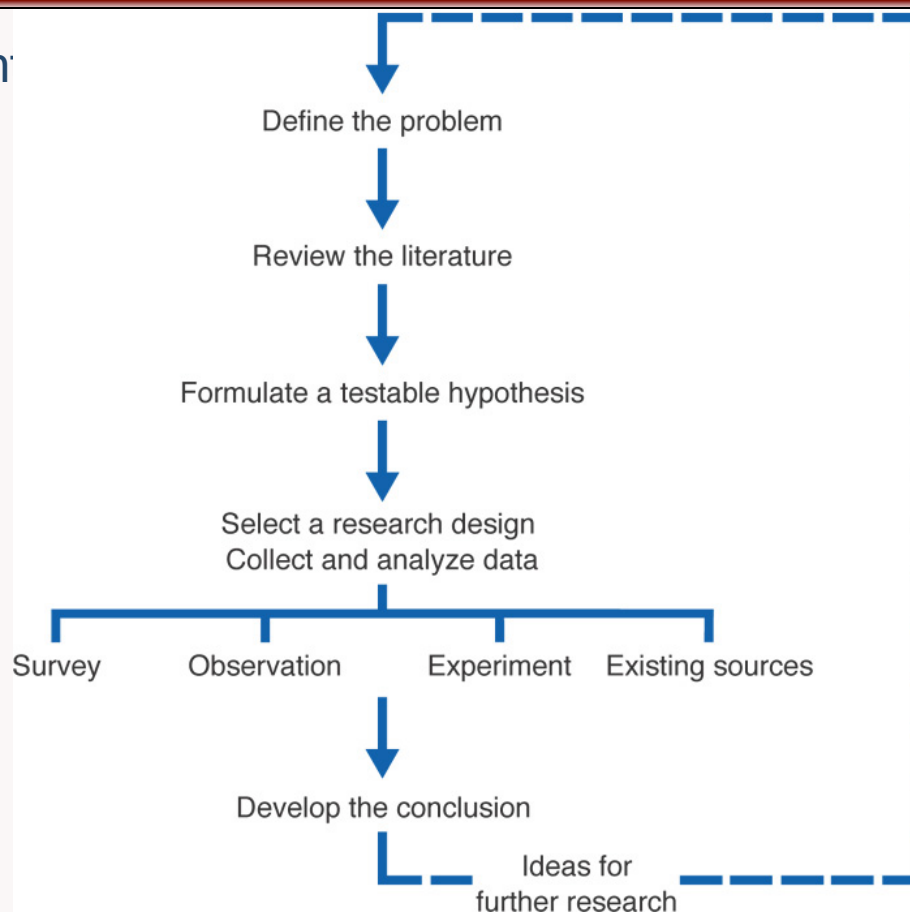 Define the problem
Review the literature
Formulate a testable hypothesis
Select a research design
Collect and analyze data
Survey Observation Experiment Existing sources
Develop the conclusion
Ideas for
further research